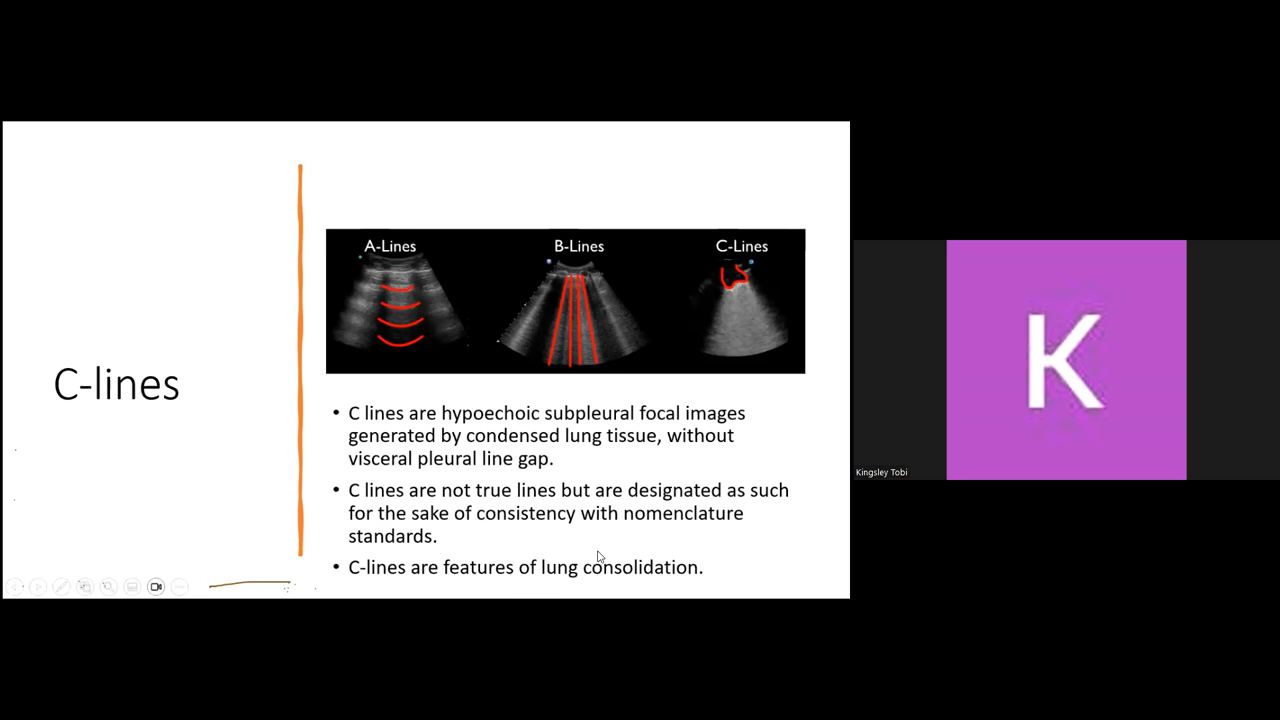 C-lines
A-Lines
B-Lines
C-Lines
• C lines are hypoechoic subpleural focal images
generated by condensed lung tissue, without
visceral pleural line gap.
• C lines are not true lines but are designated as such
for the sake of consistency with nomenclature
standards.
• C-lines are features of lung consolidation.
K
Kingsley Tobi